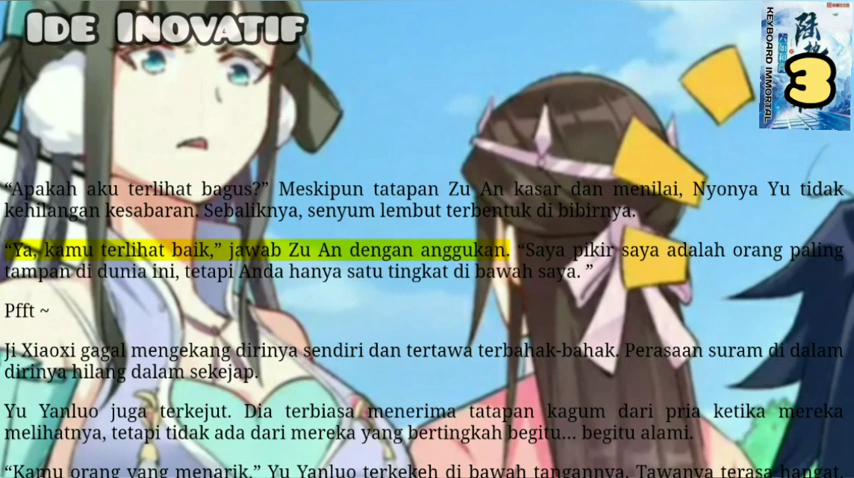 IDE INOVATIF
KEYBOARD IMMORTAL
3
“Apakah aku terlihat bagus?” Meskipun tatapan Zu An kasar dan menilai, Nyonya Yu tidak
kehilangan kesabaran. Sebaliknya, senyum lembut terbentuk di bibirnya.
“Ya, kamu terlihat baik,” jawab Zu An dengan anggukan. “Saya pikir saya adalah orang paling
tampan di dunia ini, tetapi Anda hanya satu tingkat di bawah saya. ”
Pfft ~
Ji Xiaoxi gagal mengekang dirinya sendiri dan tertawa terbahak-bahak. Perasaan suram di dalam
dirinya hilang dalam sekejap.
Yu Yanluo juga terkejut. Dia terbiasa menerima tatapan kagum dari pria ketika mereka
melihatnya, tetapi tidak ada dari mereka yang bertingkah begitu... begitu alami.
“Kamu orang yang menarik,” Yu Yanluo terkekeh di bawah tangannya. Tawanya terasa hangat,